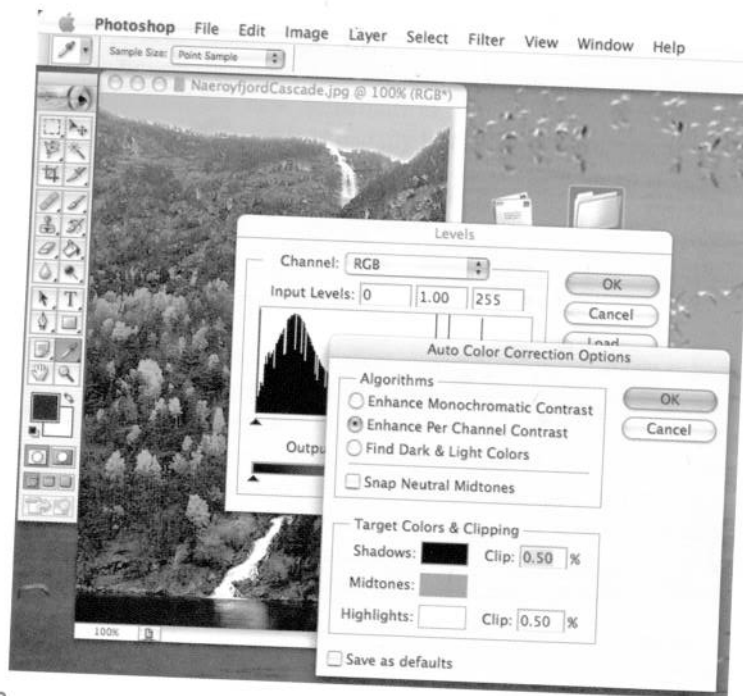 Photoshop File Edit Image Layer Select Filter View Window Help
Sample Size: Point Sample
NaeroyfjordCascade.jpg @ 100% (RGB*)
Levels
Channel: RGB
Input Levels: 0 1.00 255
OK
Cancel
Load
Outpu
Auto Color Correction Options
Algorithms
Enhance Monochromatic Contrast
Enhance Per Channel Contrast
Find Dark & Light Colors
Snap Neutral Midtones
OK
Cancel
Target Colors & Clipping
Shadows: Clip: 0.50 %
Midtones:
Highlights: Clip: 0.50 %
Save as defaults
100%